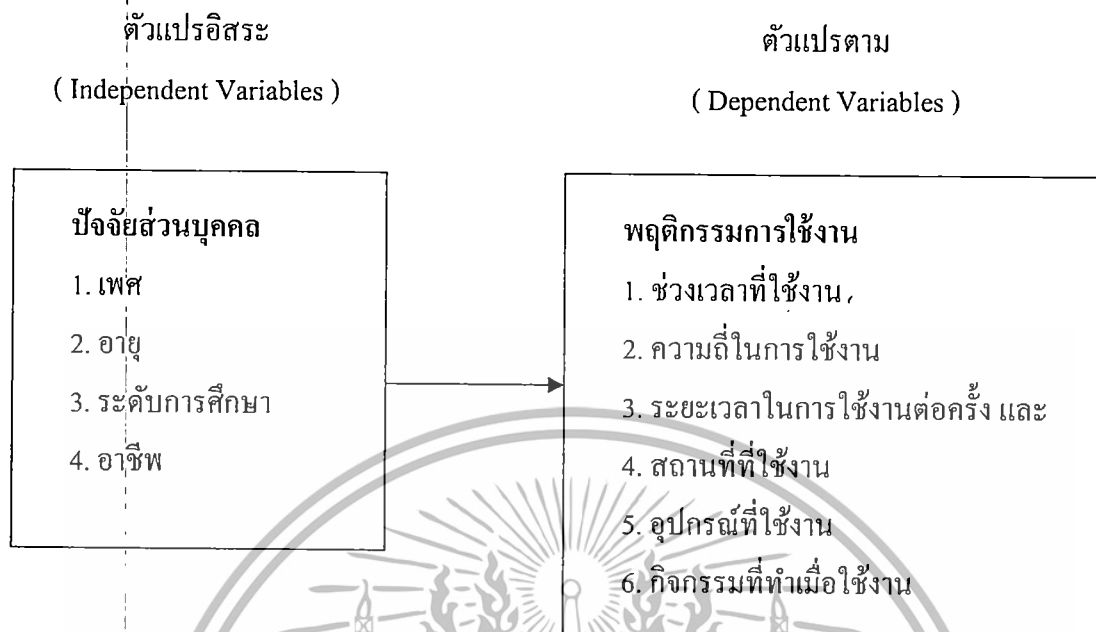 ตัวแปรอิสระ
( Independent Variables )
ตัวแปรตาม
( Dependent Variables )
ปัจจัยส่วนบุคคล
1. เพศ
2. อายุ
3. ระดับการศึกษา
4. อาชีพ
พฤติกรรมการใช้งาน
1. ช่วงเวลาที่ใช้งาน
2. ความถี่ในการใช้งาน
3. ระยะเวลาในการใช้งานต่อครั้ง และ
4. สถานที่ที่ใช้งาน
5. อุปกรณ์ที่ใช้งาน
6. กิจกรรมที่ทำเมื่อใช้งาน